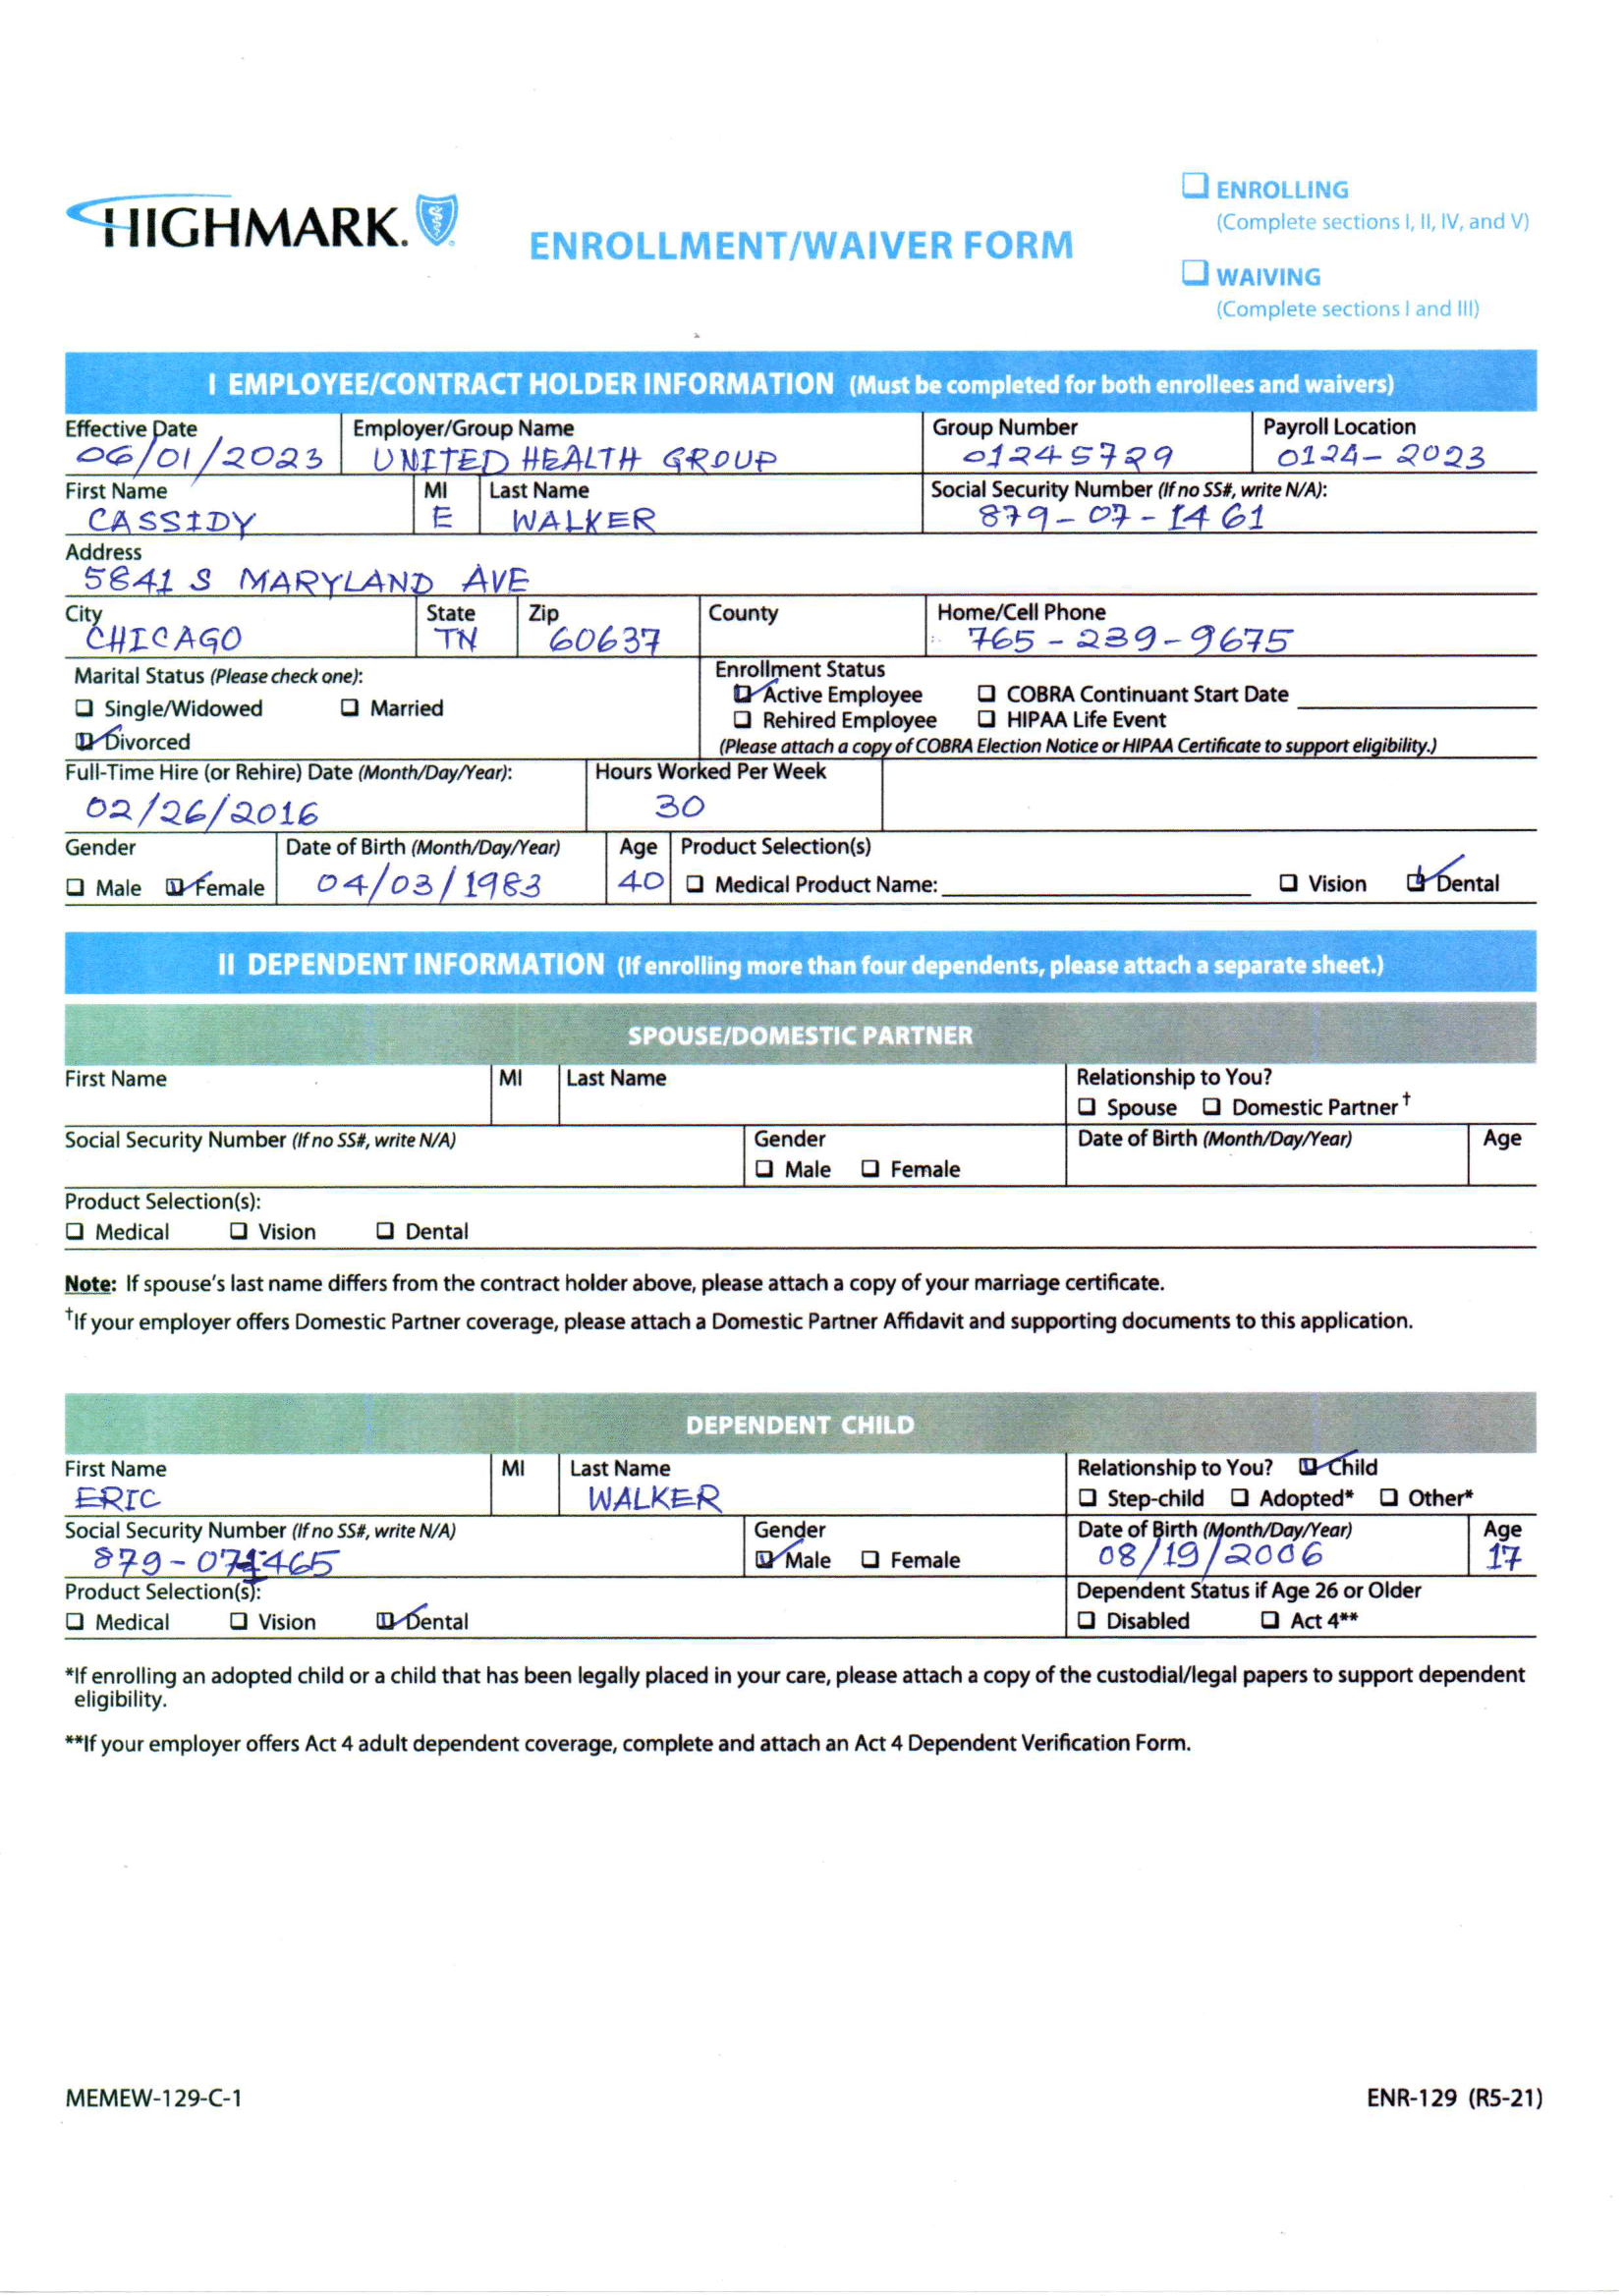 HIGHMARK.
ENROLLMENT/WAIVER FORM
ENROLLING
(Complete sections I, II, IV, and V)
WAIVING
(Complete sections I and III)
I EMPLOYEE/CONTRACT HOLDER INFORMATION (Must be completed for both enrollees and waivers)
Effective Date Employer/Group Name Group Number Payroll Location
06/01/2023 UNITED HEALTH GROUP 01245729 0124-2023
First Name MI Last Name Social Security Number (If no SS#, write N/A):
CASSIDY E WALKER 879-07-1461
Address
5841 S MARYLAND AVE
City State Zip County Home/Cell Phone
CHICAGO TN 60637 765-239-9675
Marital Status (Please check one): Enrollment Status
Single/Widowed Married Active Employee COBRA Continuant Start Date
Divorced Rehired Employee HIPAA Life Event
(Please attach a copy of COBRA Election Notice or HIPAA Certificate to support eligibility.)
Full-Time Hire (or Rehire) Date (Month/Day/Year): Hours Worked Per Week
02/26/2016 30
Gender Date of Birth (Month/Day/Year) Age Product Selection(s)
Male Female 04/03/1983 40 Medical Product Name: Vision Dental
II DEPENDENT INFORMATION (If enrolling more than four dependents, please attach a separate sheet.)
SPOUSE/DOMESTIC PARTNER
First Name MI Last Name Relationship to You?
Spouse Domestic Partner†
Social Security Number (If no SS#, write N/A) Gender Date of Birth (Month/Day/Year) Age
Male Female
Product Selection(s):
Medical Vision Dental
Note: If spouse's last name differs from the contract holder above, please attach a copy of your marriage certificate.
†If your employer offers Domestic Partner coverage, please attach a Domestic Partner Affidavit and supporting documents to this application.
DEPENDENT CHILD
First Name MI Last Name Relationship to You? Child
ERIC WALKER Step-child Adopted* Other*
Social Security Number (If no SS#, write N/A) Gender Date of Birth (Month/Day/Year) Age
Male Female 08/19/2006 17
Product Selection(s): Dependent Status if Age 26 or Older
Medical Vision Dental Disabled Act 4**
*If enrolling an adopted child or a child that has been legally placed in your care, please attach a copy of the custodial/legal papers to support dependent
eligibility.
**If your employer offers Act 4 adult dependent coverage, complete and attach an Act 4 Dependent Verification Form.
MEMEW-129-C-1 ENR-129 (R5-21)